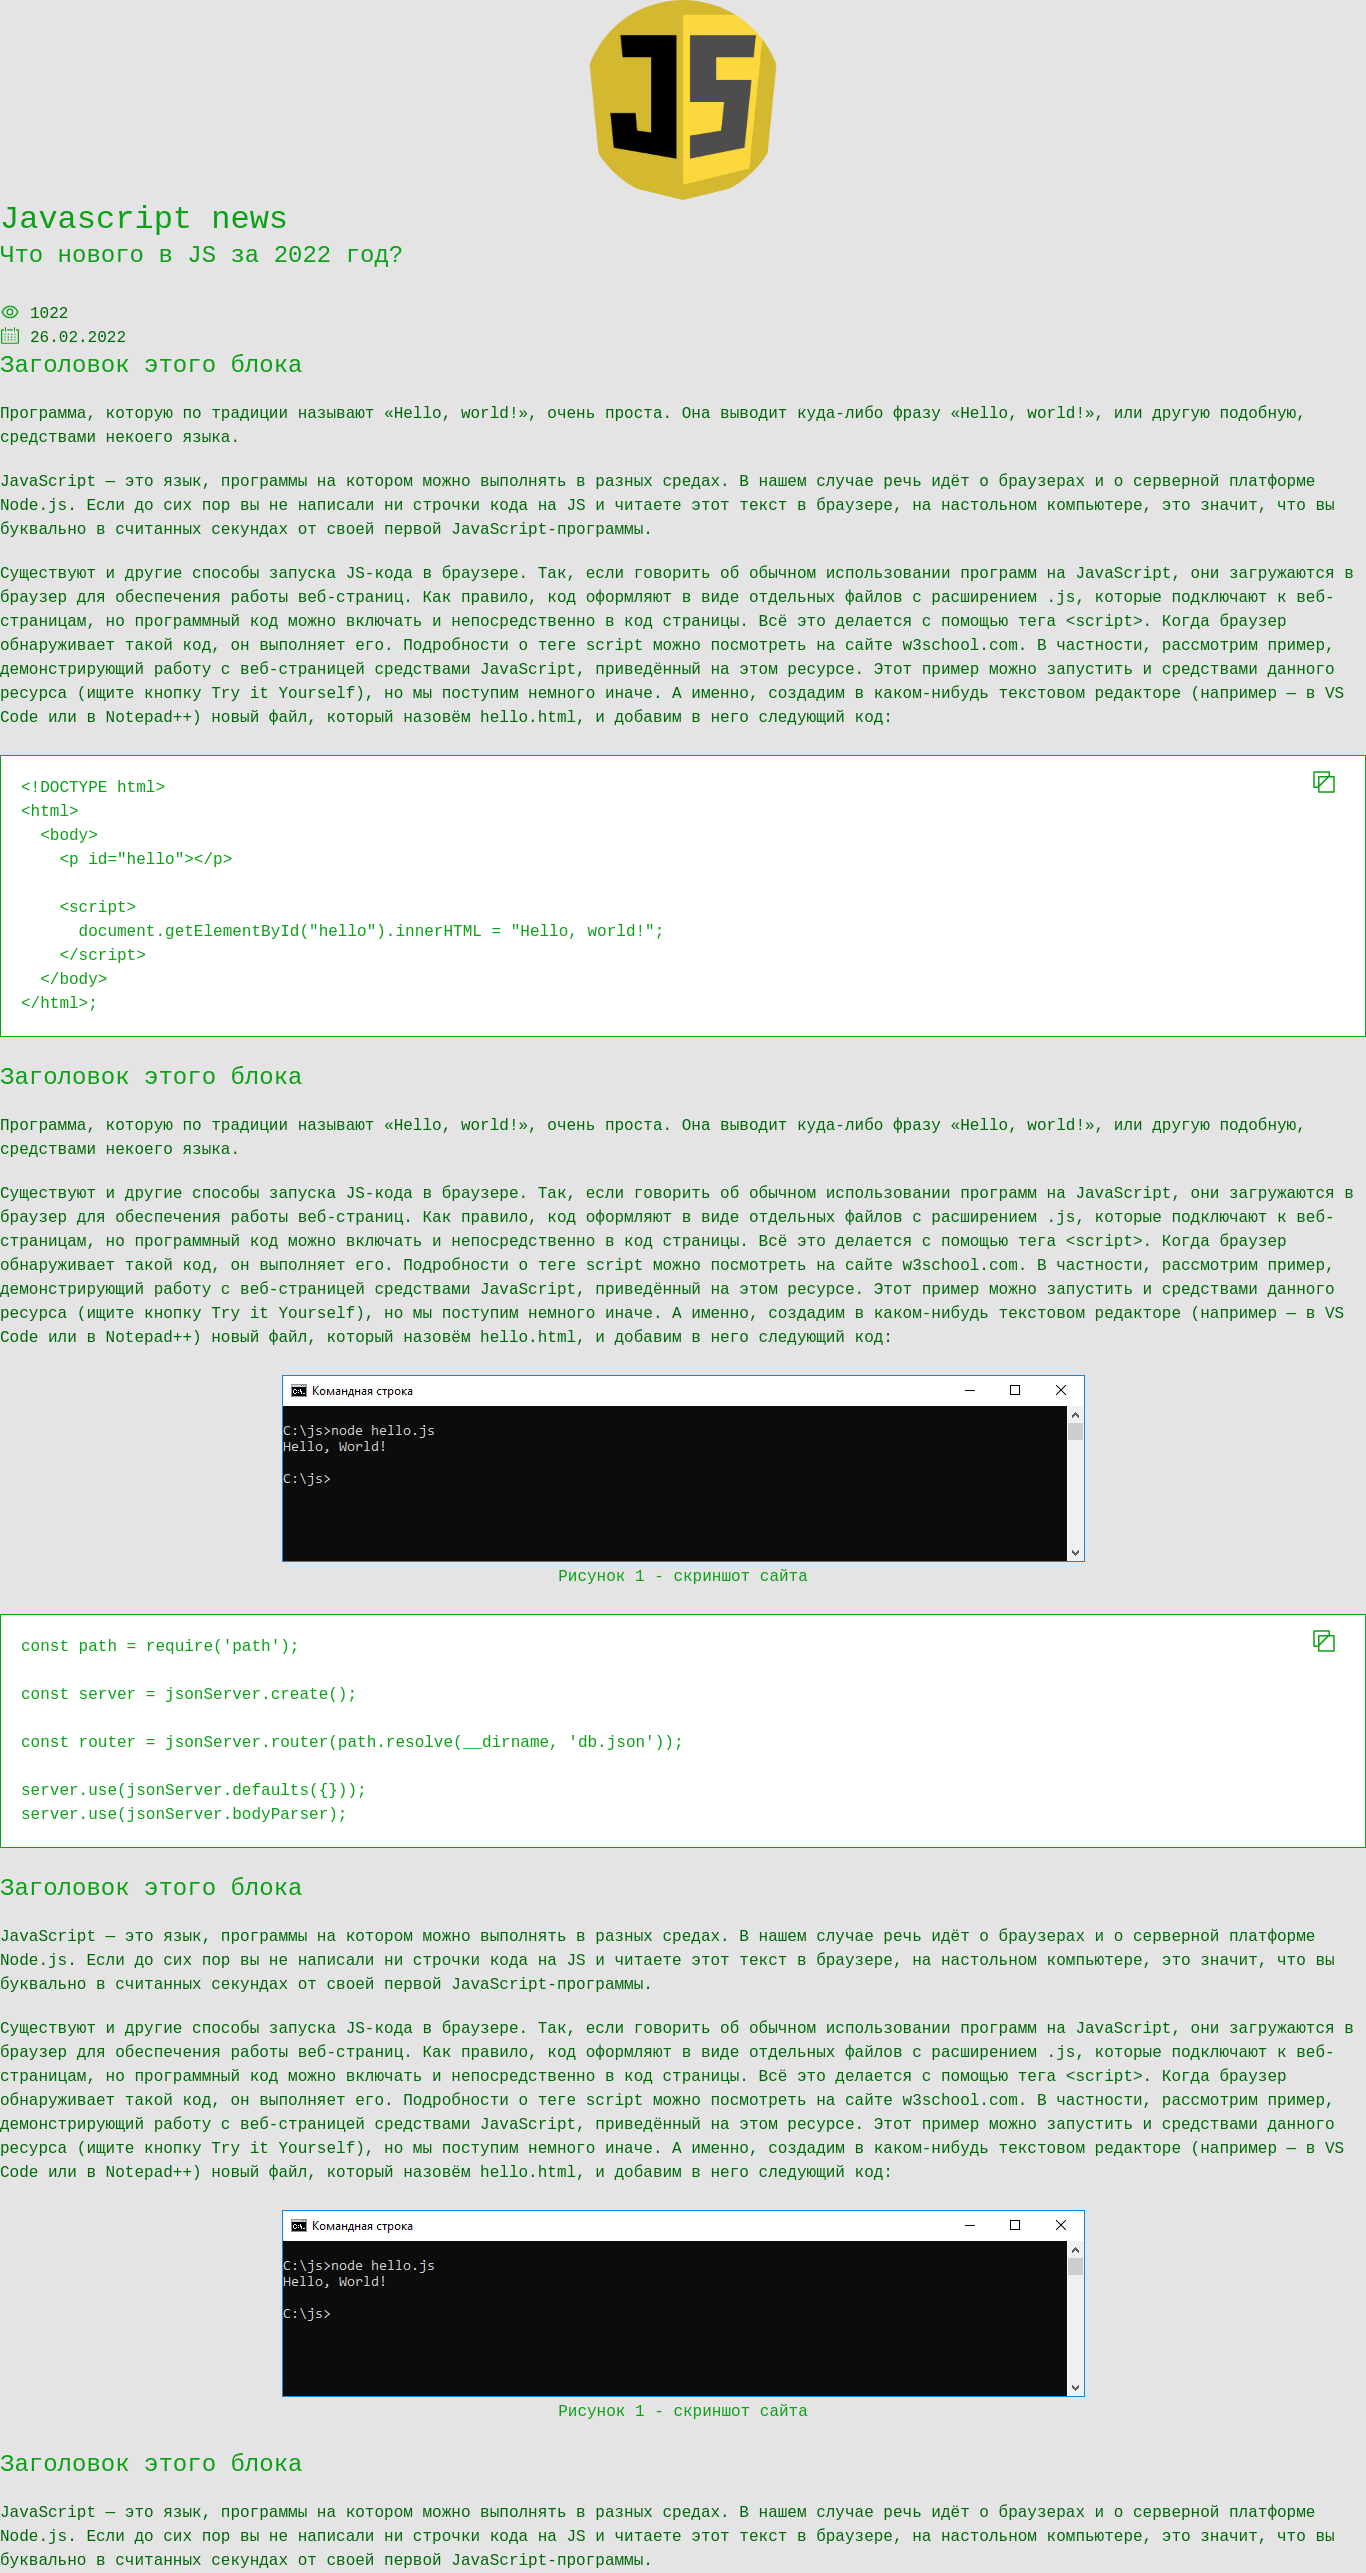 JS
Javascript news
Что нового в JS за 2022 год?
1022
26.02.2022
Заголовок этого блока
Программа, которую по традиции называют «Hello, world!», очень проста. Она выводит куда-либо фразу «Hello, world!», или другую подобную,
средствами некоего языка.
JavaScript — это язык, программы на котором можно выполнять в разных средах. В нашем случае речь идёт о браузерах и о серверной платформе
Node.js. Если до сих пор вы не написали ни строчки кода на JS и читаете этот текст в браузере, на настольном компьютере, это значит, что вы
буквально в считанных секундах от своей первой JavaScript-программы.
Существуют и другие способы запуска JS-кода в браузере. Так, если говорить об обычном использовании программ на JavaScript, они загружаются в
браузер для обеспечения работы веб-страниц. Как правило, код оформляют в виде отдельных файлов с расширением .js, которые подключают к веб-
страницам, но программный код можно включать и непосредственно в код страницы. Всё это делается с помощью тега <script>. Когда браузер
обнаруживает такой код, он выполняет его. Подробности о теге script можно посмотреть на сайте w3school.com. В частности, рассмотрим пример,
демонстрирующий работу с веб-страницей средствами JavaScript, приведённый на этом ресурсе. Этот пример можно запустить и средствами данного
ресурса (ищите кнопку Try it Yourself), но мы поступим немного иначе. А именно, создадим в каком-нибудь текстовом редакторе (например — в VS
Code или в Notepad++) новый файл, который назовём hello.html, и добавим в него следующий код:
<!DOCTYPE html>
<html>
  <body>
    <p id="hello"></p>
    <script>
      document.getElementById("hello").innerHTML = "Hello, world!";
    </script>
  </body>
</html>;
Заголовок этого блока
Программа, которую по традиции называют «Hello, world!», очень проста. Она выводит куда-либо фразу «Hello, world!», или другую подобную,
средствами некоего языка.
Существуют и другие способы запуска JS-кода в браузере. Так, если говорить об обычном использовании программ на JavaScript, они загружаются в
браузер для обеспечения работы веб-страниц. Как правило, код оформляют в виде отдельных файлов с расширением .js, которые подключают к веб-
страницам, но программный код можно включать и непосредственно в код страницы. Всё это делается с помощью тега <script>. Когда браузер
обнаруживает такой код, он выполняет его. Подробности о теге script можно посмотреть на сайте w3school.com. В частности, рассмотрим пример,
демонстрирующий работу с веб-страницей средствами JavaScript, приведённый на этом ресурсе. Этот пример можно запустить и средствами данного
ресурса (ищите кнопку Try it Yourself), но мы поступим немного иначе. А именно, создадим в каком-нибудь текстовом редакторе (например — в VS
Code или в Notepad++) новый файл, который назовём hello.html, и добавим в него следующий код:
Командная строка
C:\js>node hello.js
Hello, World!
C:\js>
Рисунок 1 - скриншот сайта
const path = require('path');
const server = jsonServer.create();
const router = jsonServer.router(path.resolve(__dirname, 'db.json'));
server.use(jsonServer.defaults({}));
server.use(jsonServer.bodyParser);
Заголовок этого блока
JavaScript — это язык, программы на котором можно выполнять в разных средах. В нашем случае речь идёт о браузерах и о серверной платформе
Node.js. Если до сих пор вы не написали ни строчки кода на JS и читаете этот текст в браузере, на настольном компьютере, это значит, что вы
буквально в считанных секундах от своей первой JavaScript-программы.
Существуют и другие способы запуска JS-кода в браузере. Так, если говорить об обычном использовании программ на JavaScript, они загружаются в
браузер для обеспечения работы веб-страниц. Как правило, код оформляют в виде отдельных файлов с расширением .js, которые подключают к веб-
страницам, но программный код можно включать и непосредственно в код страницы. Всё это делается с помощью тега <script>. Когда браузер
обнаруживает такой код, он выполняет его. Подробности о теге script можно посмотреть на сайте w3school.com. В частности, рассмотрим пример,
демонстрирующий работу с веб-страницей средствами JavaScript, приведённый на этом ресурсе. Этот пример можно запустить и средствами данного
ресурса (ищите кнопку Try it Yourself), но мы поступим немного иначе. А именно, создадим в каком-нибудь текстовом редакторе (например — в VS
Code или в Notepad++) новый файл, который назовём hello.html, и добавим в него следующий код:
Командная строка
C:\js>node hello.js
Hello, World!
C:\js>
Рисунок 1 - скриншот сайта
Заголовок этого блока
JavaScript — это язык, программы на котором можно выполнять в разных средах. В нашем случае речь идёт о браузерах и о серверной платформе
Node.js. Если до сих пор вы не написали ни строчки кода на JS и читаете этот текст в браузере, на настольном компьютере, это значит, что вы
буквально в считанных секундах от своей первой JavaScript-программы.